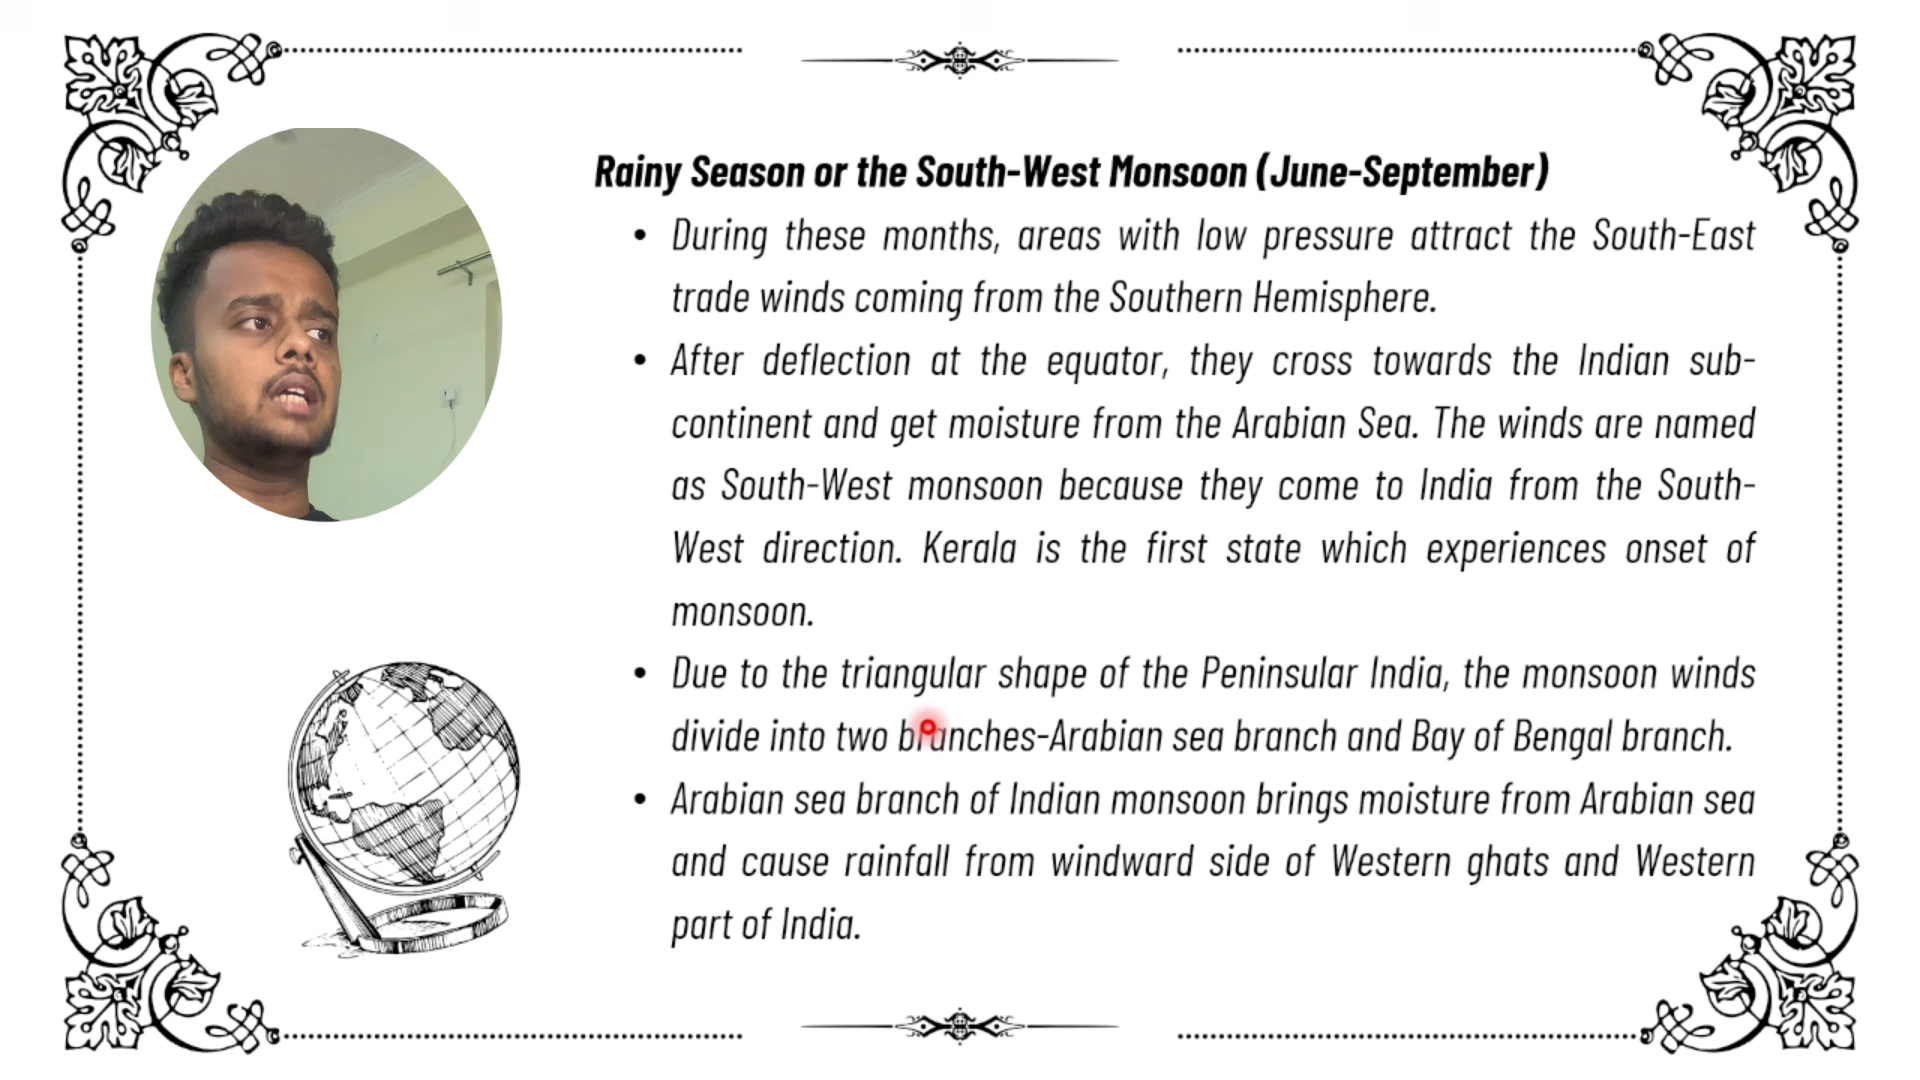 Rainy Season or the South-West Monsoon (June-September)
• During these months, areas with low pressure attract the South-East
trade winds coming from the Southern Hemisphere.
• After deflection at the equator, they cross towards the Indian sub-
continent and get moisture from the Arabian Sea. The winds are named
as South-West monsoon because they come to India from the South-
West direction. Kerala is the first state which experiences onset of
monsoon.
• Due to the triangular shape of the Peninsular India, the monsoon winds
divide into two branches-Arabian sea branch and Bay of Bengal branch.
• Arabian sea branch of Indian monsoon brings moisture from Arabian sea
and cause rainfall from windward side of Western ghats and Western
part of India.